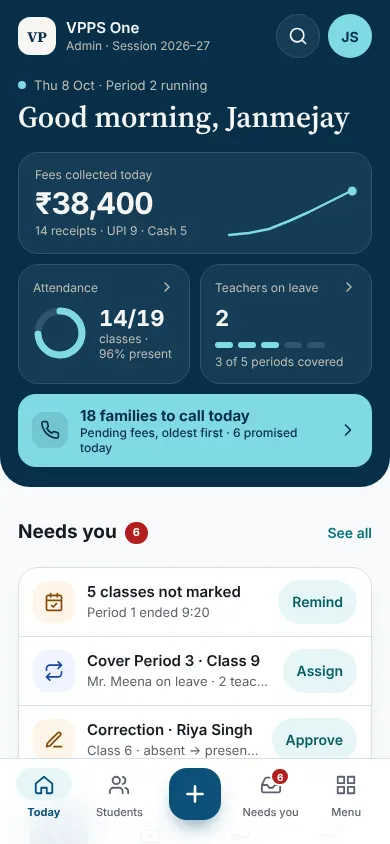 VP
VPPS One
Admin · Session 2026–27
JS
Thu 8 Oct · Period 2 running
Good morning, Janmejay
Fees collected today
₹38,400
14 receipts · UPI 9 · Cash 5
Attendance
14/19
classes ·
96% present
Teachers on leave
2
3 of 5 periods covered
18 families to call today
Pending fees, oldest first · 6 promised
today
Needs you 6
See all
5 classes not marked
Period 1 ended 9:20
Remind
Cover Period 3 · Class 9
Mr. Meena on leave · 2 teac...
Assign
Correction · Riya Singh
Class 6 · absent → presen...
Approve
6
Today
Students
Needs you
Menu